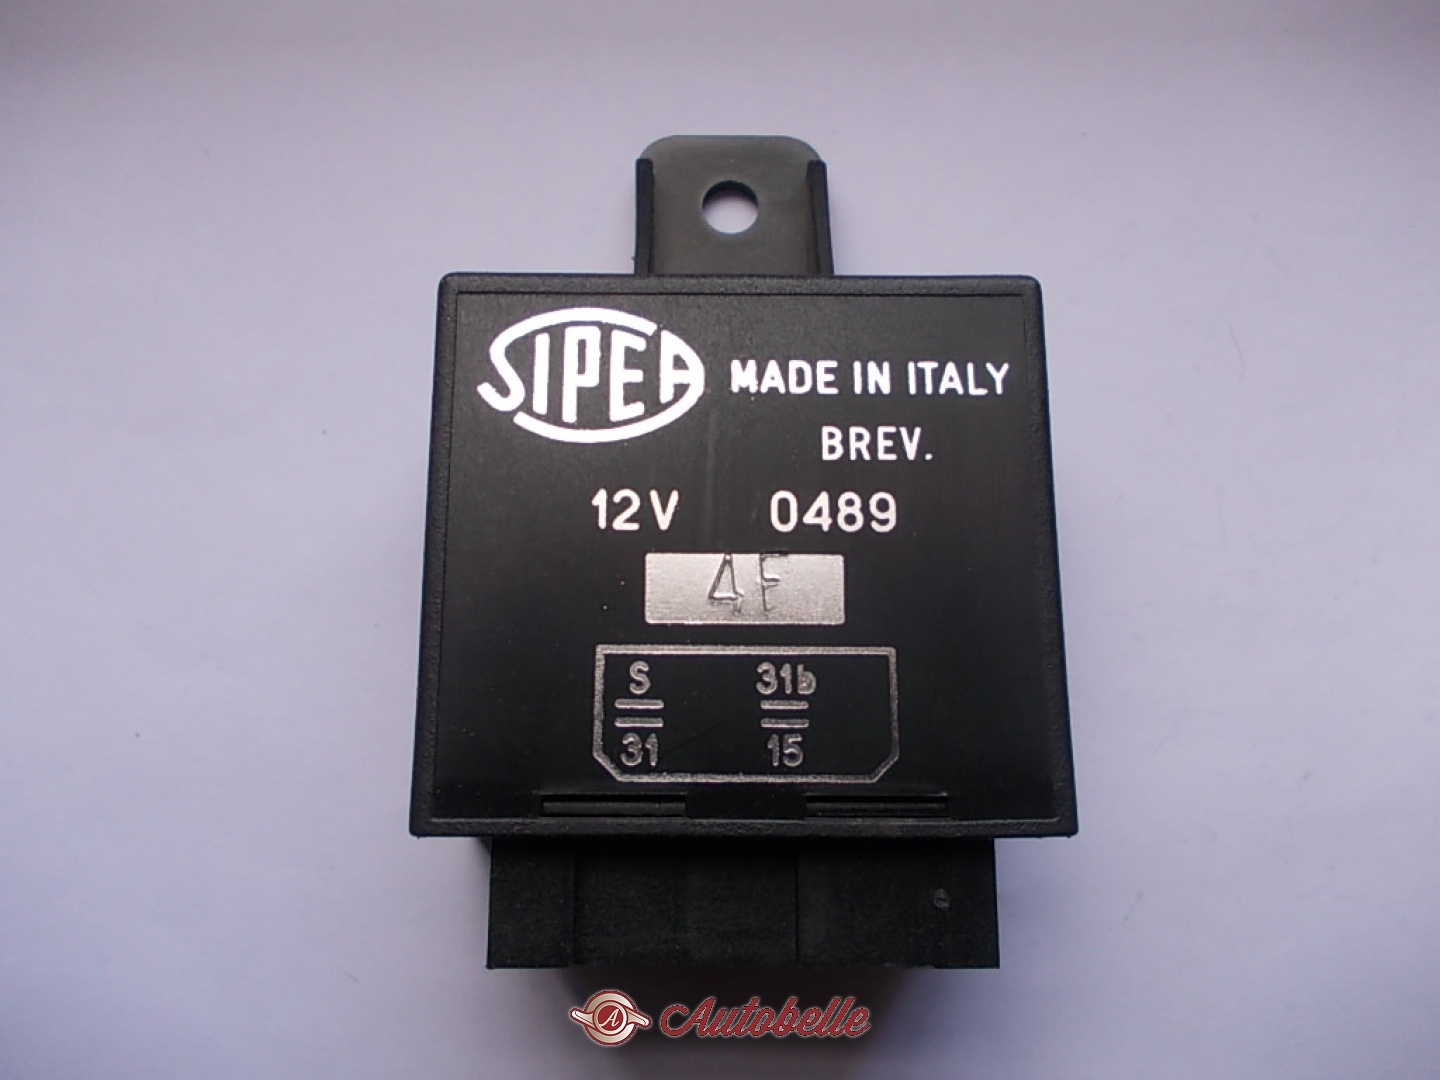 SIPEA MADE IN ITALY
BREV.
12V 0489
4F
S 31b
31 15
A Autobelle